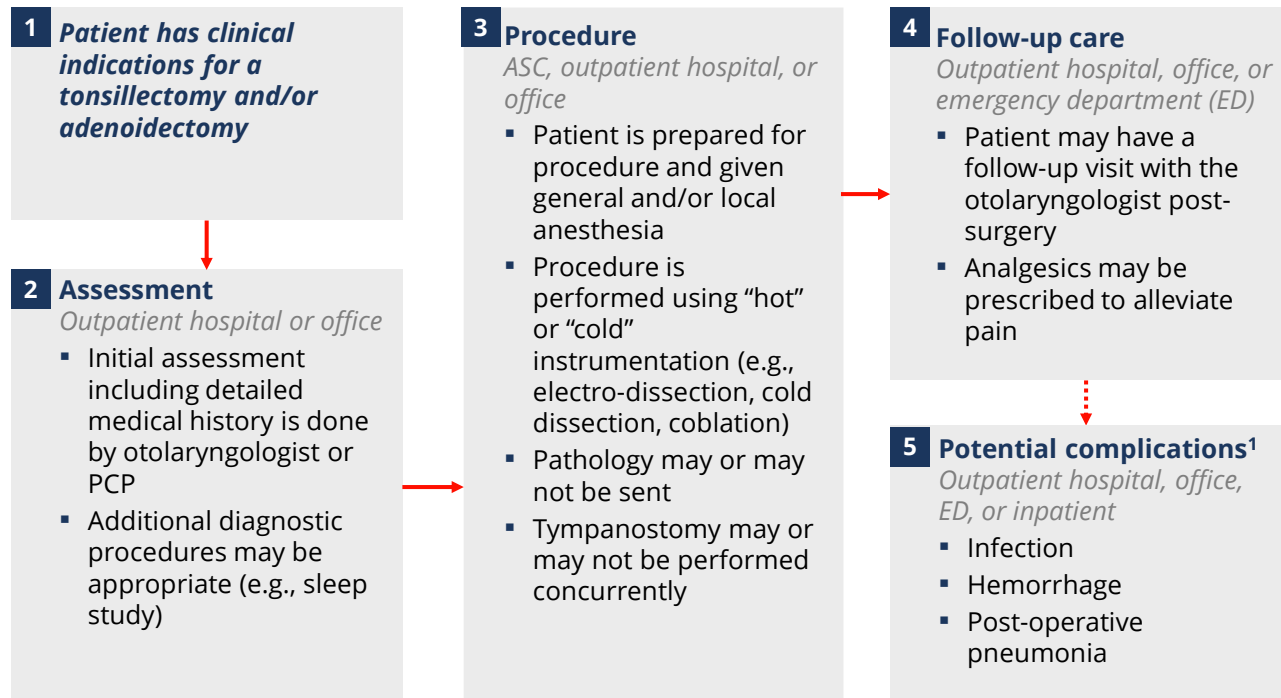 1
Patient has clinical
indications for a
tonsillectomy and/or
adenoidectomy
2
Assessment
Outpatient hospital or office
▪ Initial assessment
including detailed
medical history is done
by otolaryngologist or
PCP
▪ Additional diagnostic
procedures may be
appropriate (e.g., sleep
study)
3
Procedure
ASC, outpatient hospital, or
office
▪ Patient is prepared for
procedure and given
general and/or local
anesthesia
▪ Procedure is
performed using “hot”
or “cold”
instrumentation (e.g.,
electro-dissection, cold
dissection, coblation)
▪ Pathology may or may
not be sent
▪ Tympanostomy may or
may not be performed
concurrently
4
Follow-up care
Outpatient hospital, office, or
emergency department (ED)
▪ Patient may have a
follow-up visit with the
otolaryngologist post-
surgery
▪ Analgesics may be
prescribed to alleviate
pain
5
Potential complications¹
Outpatient hospital, office,
ED, or inpatient
▪ Infection
▪ Hemorrhage
▪ Post-operative
pneumonia